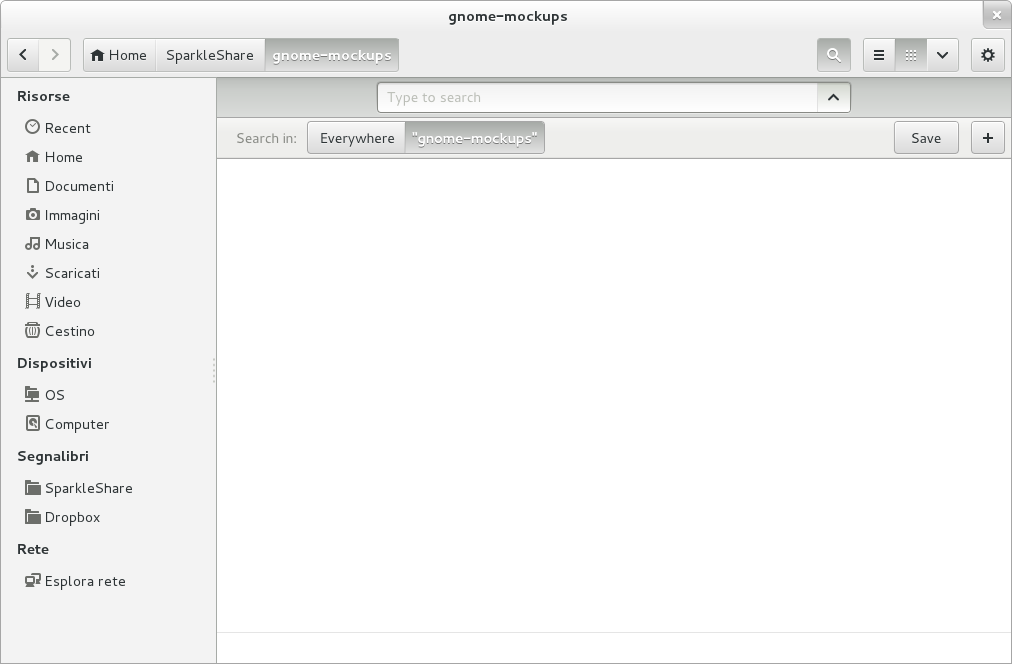 gnome-mockups
Home SparkleShare gnome-mockups
Risorse
Recent
Home
Documenti
Immagini
Musica
Scaricati
Video
Cestino
Dispositivi
OS
Computer
Segnalibri
SparkleShare
Dropbox
Rete
Esplora rete
Type to search
Search in: Everywhere "gnome-mockups" Save